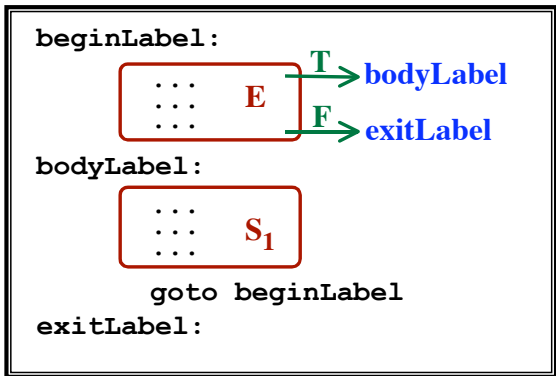 beginLabel:
... T bodyLabel
... E
... F exitLabel
bodyLabel:
...
... S1
...
goto beginLabel
exitLabel: